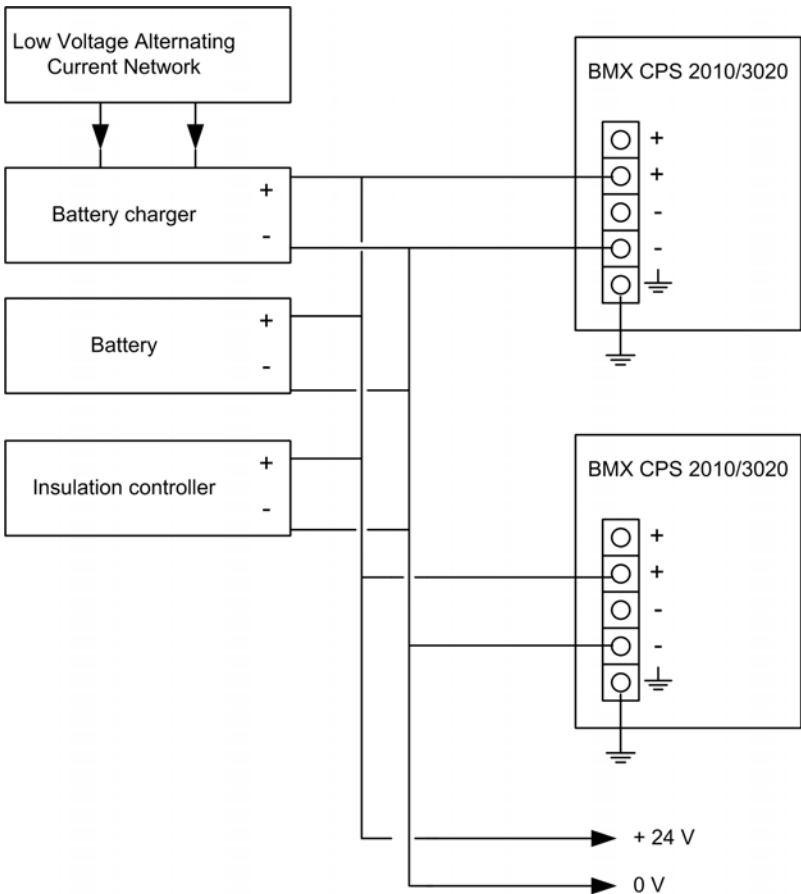 Low Voltage Alternating
Current Network
Battery charger
+
-
Battery
+
-
Insulation controller
+
-
BMX CPS 2010/3020
+
+
-
-
BMX CPS 2010/3020
+
+
-
-
+ 24 V
0 V